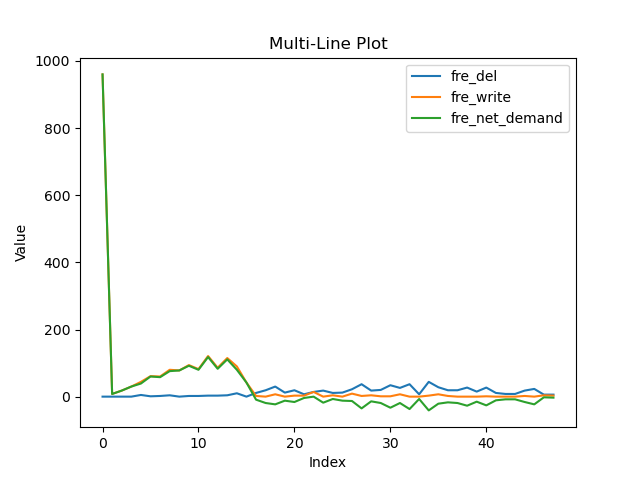 Multi-Line Plot
fre_del
fre_write
fre_net_demand
Value
1000
800
600
400
200
0
0 10 20 30 40
Index